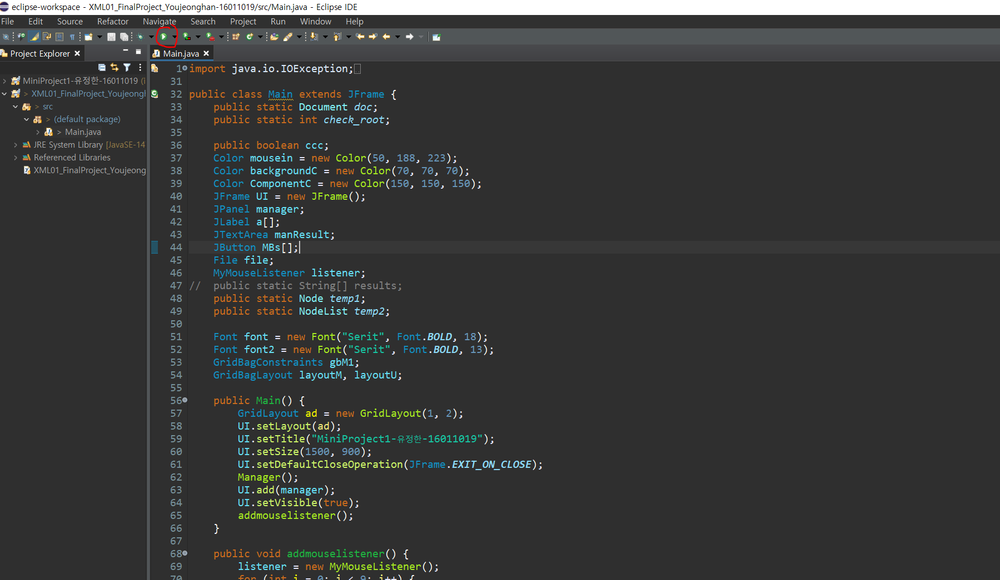 eclipse-workspace - XML01_FinalProject_Youjeonghan-16011019/src/Main.java - Eclipse IDE
File Edit Source Refactor Navigate Search Project Run Window Help
Project Explorer
MiniProject1-유정한-16011019 (i
> XML01_FinalProject_Youjeongl
> src
> (default package)
> Main.java
JRE System Library [JavaSE-14]
Referenced Libraries
XML01_FinalProject_Youjeong
Main.java
1 import java.io.IOException;
31
32 public class Main extends JFrame {
33 public static Document doc;
34 public static int check_root;
35
36 public boolean ccc;
37 Color mousein = new Color(50, 188, 223);
38 Color backgroundC = new Color(70, 70, 70);
39 Color ComponentC = new Color(150, 150, 150);
40 JFrame UI = new JFrame();
41 JPanel manager;
42 JLabel a[];
43 JTextArea manResult;
44 JButton MBs[];
45 File file;
46 MyMouseListener listener;
47 // public static String[] results;
48 public static Node temp1;
49 public static NodeList temp2;
50
51 Font font = new Font("Serit", Font.BOLD, 18);
52 Font font2 = new Font("Serit", Font.BOLD, 13);
53 GridBagConstraints gbM1;
54 GridBagLayout layoutM, layoutU;
55
56 public Main() {
57 GridLayout ad = new GridLayout(1, 2);
58 UI.setLayout(ad);
59 UI.setTitle("MiniProject1-유정한-16011019");
60 UI.setSize(1500, 900);
61 UI.setDefaultCloseOperation(JFrame.EXIT_ON_CLOSE);
62 Manager();
63 UI.add(manager);
64 UI.setVisible(true);
65 addmouselistener();
66 }
67
68 public void addmouselistener() {
69 listener = new MyMouseListener();
70 for (int i = 0; i < 9; i++) {